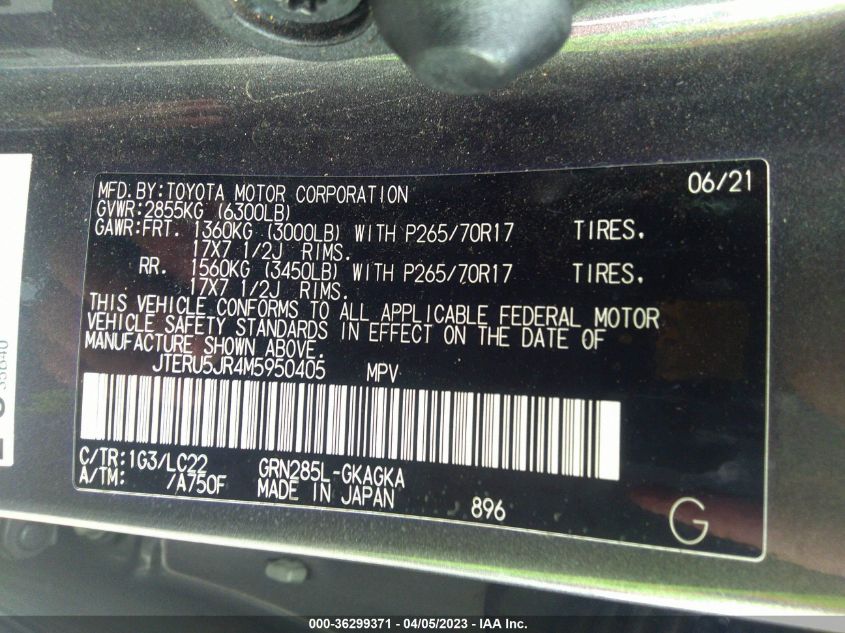 MFD.BY:TOYOTA MOTOR CORPORATION 06/21
GVWR:2855KG (6300LB)
GAWR:FRT. 1360KG (3000LB) WITH P265/70R17 TIRES.
17X7 1/2J RIMS.
RR. 1560KG (3450LB) WITH P265/70R17 TIRES.
17X7 1/2J RIMS.
THIS VEHICLE CONFORMS TO ALL APPLICABLE FEDERAL MOTOR
VEHICLE SAFETY STANDARDS IN EFFECT ON THE DATE OF
MANUFACTURE SHOWN ABOVE.
JTERU5JR4M5950405 MPV
C/TR:1G3/LC22 GRN285L-GKAGKA
A/TM: /A750F MADE IN JAPAN 896 G
000-36299371 - 04/05/2023 - IAA Inc.